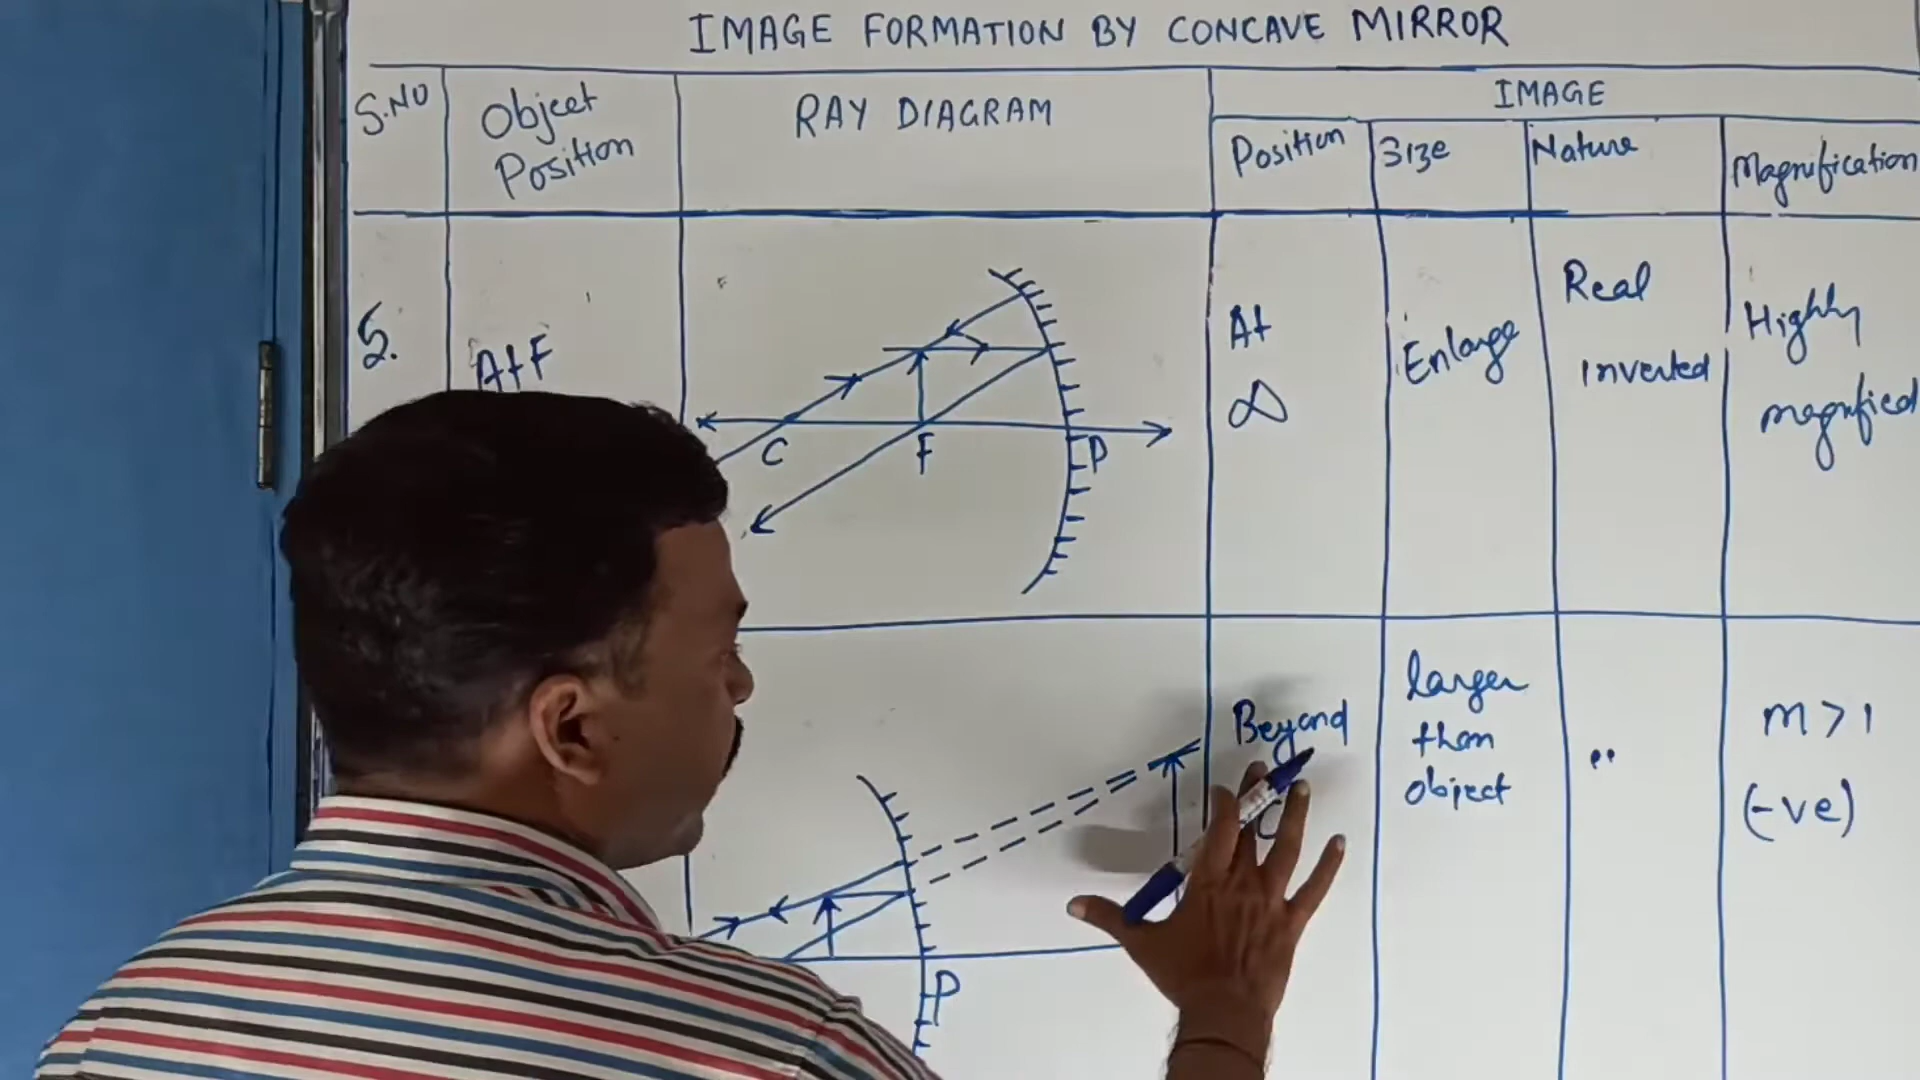 IMAGE FORMATION BY CONCAVE MIRROR
S.NO
Object
Position
RAY DIAGRAM
IMAGE
Position
Size
Nature
Magnification
5.
At F
C
F
P
At
∞
Enlarge
Real
inverted
Highly
magnified
P
Beyond
C
larger
than
object
"
m > 1
(-ve)